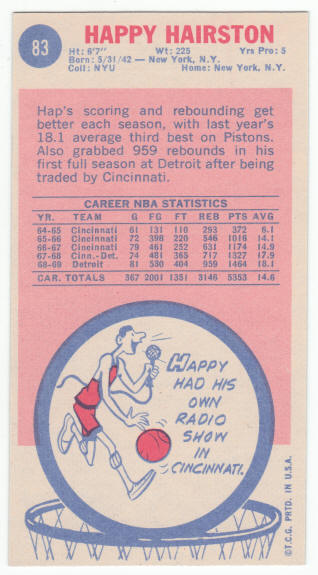 83
HAPPY HAIRSTON
Ht: 6'7" Wt: 225 Yrs Pro: 5
Born: 5/31/42 — New York, N.Y.
Coll: NYU Home: New York, N.Y.
Hap's scoring and rebounding get
better each season, with last year's
18.1 average third best on Pistons.
Also grabbed 959 rebounds in his
first full season at Detroit after being
traded by Cincinnati.
CAREER NBA STATISTICS
YR. TEAM G FG FT REB PTS AVG
64-65 Cincinnati 61 131 110 293 372 6.1
65-66 Cincinnati 72 398 220 546 1016 14.1
66-67 Cincinnati 79 461 252 631 1174 14.9
67-68 Cinn.-Det. 74 481 365 717 1327 17.9
68-69 Detroit 81 530 404 959 1464 18.1
CAR. TOTALS 367 2001 1351 3146 5353 14.6
HAPPY
HAD HIS
OWN
RADIO
SHOW
IN
CINCINNATI.
©T.C.G. PRTD. IN U.S.A.